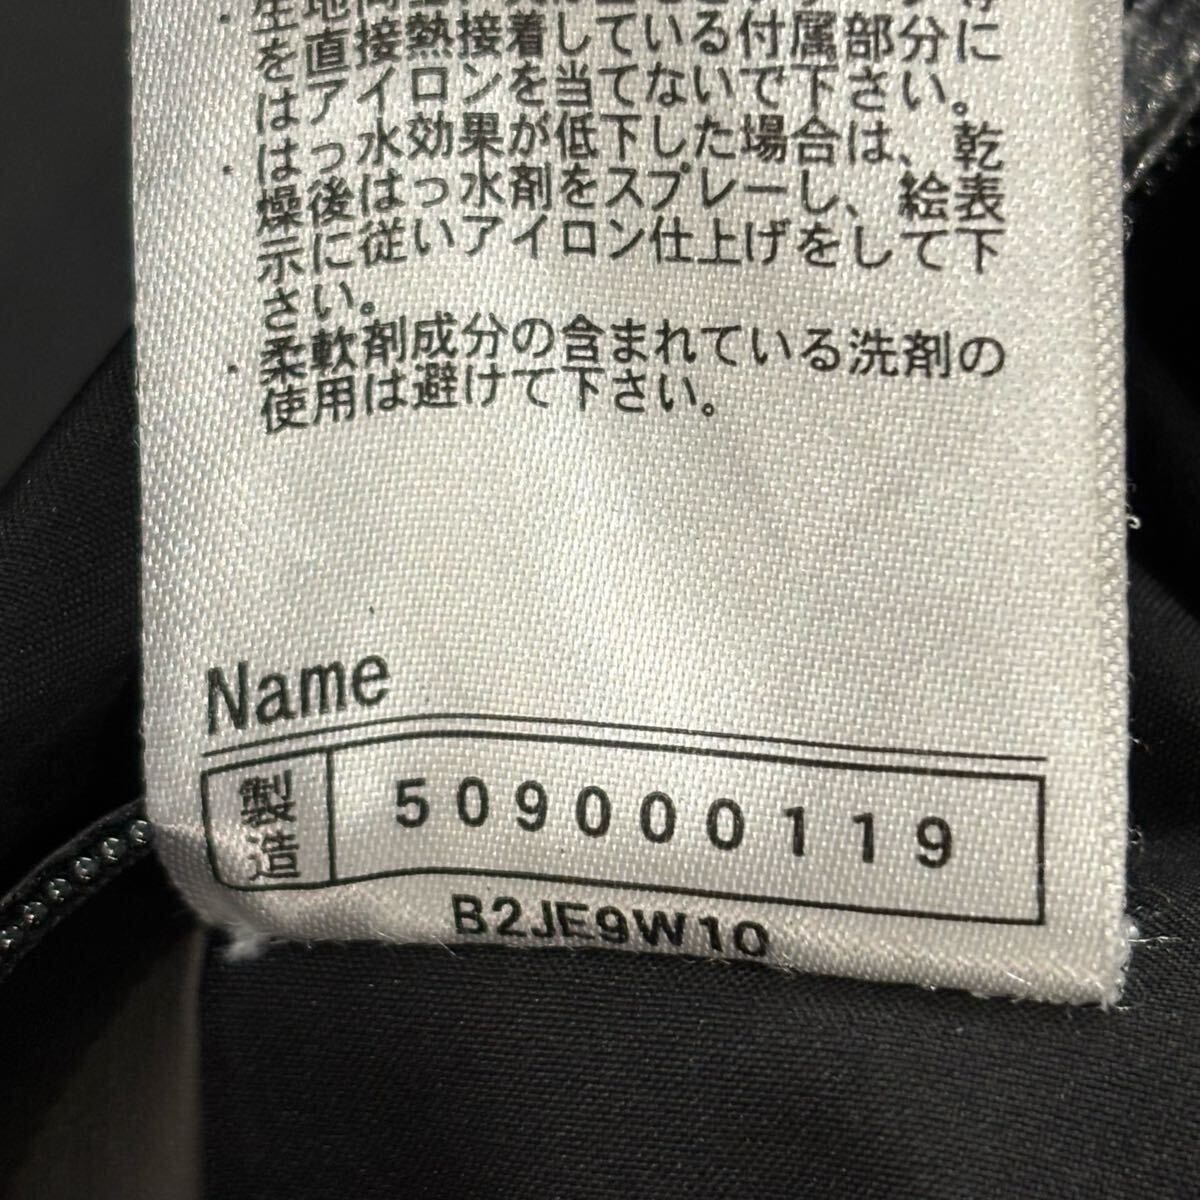 生地
を直接接着している付属部分に
はアイロンを当てないで下さい。
・はっ水効果が低下した場合は、乾
燥後はっ水剤をスプレーし、絵表
示に従いアイロン仕上げをして下
さい。
・柔軟剤成分の含まれている洗剤の
使用は避けて下さい。
Name
製造 509000119
B2JE9W10